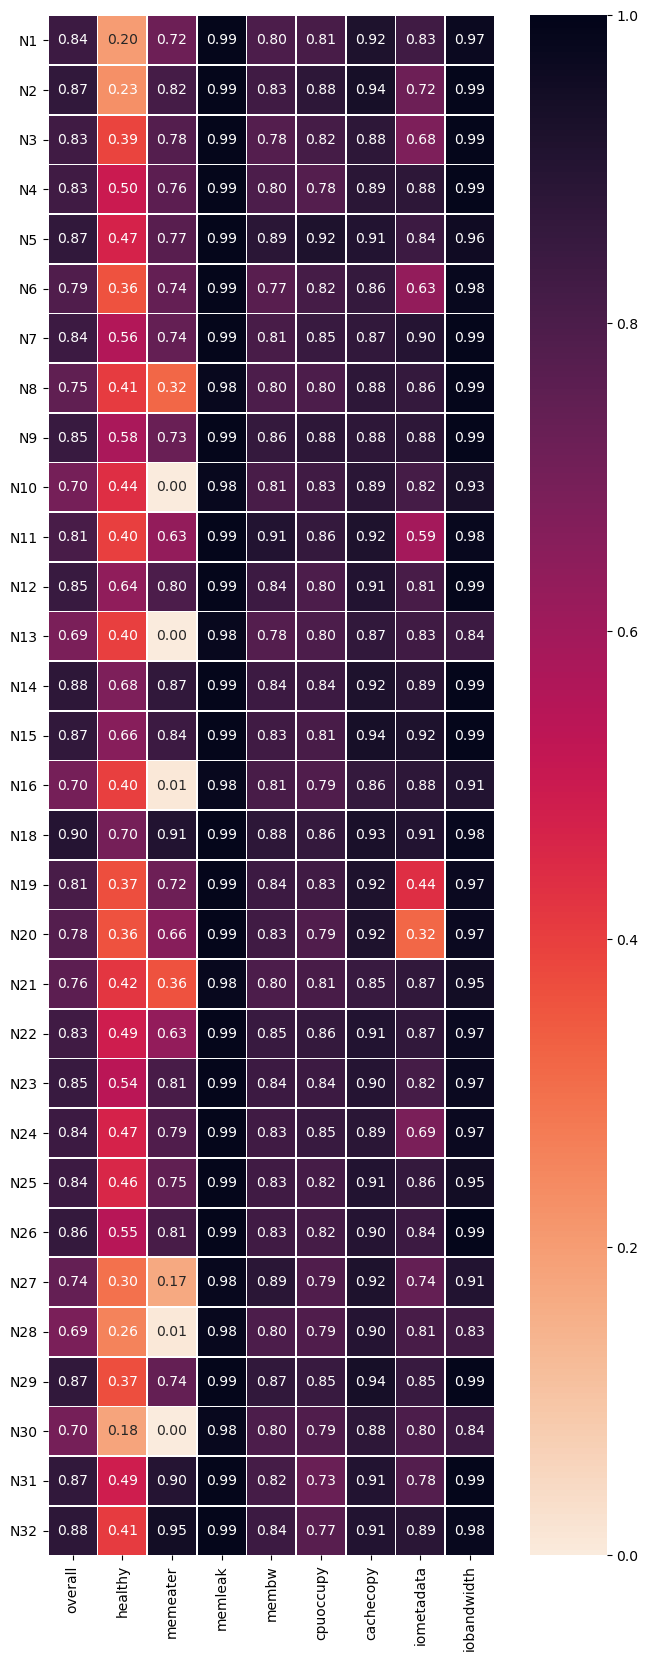 N1 0.84 0.20 0.72 0.99 0.80 0.81 0.92 0.83 0.97
N2 0.87 0.23 0.82 0.99 0.83 0.88 0.94 0.72 0.99
N3 0.83 0.39 0.78 0.99 0.78 0.82 0.88 0.68 0.99
N4 0.83 0.50 0.76 0.99 0.80 0.78 0.89 0.88 0.99
N5 0.87 0.47 0.77 0.99 0.89 0.92 0.91 0.84 0.96
N6 0.79 0.36 0.74 0.99 0.77 0.82 0.86 0.63 0.98
N7 0.84 0.56 0.74 0.99 0.81 0.85 0.87 0.90 0.99
N8 0.75 0.41 0.32 0.98 0.80 0.80 0.88 0.86 0.99
N9 0.85 0.58 0.73 0.99 0.86 0.88 0.88 0.88 0.99
N10 0.70 0.44 0.00 0.98 0.81 0.83 0.89 0.82 0.93
N11 0.81 0.40 0.63 0.99 0.91 0.86 0.92 0.59 0.98
N12 0.85 0.64 0.80 0.99 0.84 0.80 0.91 0.81 0.99
N13 0.69 0.40 0.00 0.98 0.78 0.80 0.87 0.83 0.84
N14 0.88 0.68 0.87 0.99 0.84 0.84 0.92 0.89 0.99
N15 0.87 0.66 0.84 0.99 0.83 0.81 0.94 0.92 0.99
N16 0.70 0.40 0.01 0.98 0.81 0.79 0.86 0.88 0.91
N18 0.90 0.70 0.91 0.99 0.88 0.86 0.93 0.91 0.98
N19 0.81 0.37 0.72 0.99 0.84 0.83 0.92 0.44 0.97
N20 0.78 0.36 0.66 0.99 0.83 0.79 0.92 0.32 0.97
N21 0.76 0.42 0.36 0.98 0.80 0.81 0.85 0.87 0.95
N22 0.83 0.49 0.63 0.99 0.85 0.86 0.91 0.87 0.97
N23 0.85 0.54 0.81 0.99 0.84 0.84 0.90 0.82 0.97
N24 0.84 0.47 0.79 0.99 0.83 0.85 0.89 0.69 0.97
N25 0.84 0.46 0.75 0.99 0.83 0.82 0.91 0.86 0.95
N26 0.86 0.55 0.81 0.99 0.83 0.82 0.90 0.84 0.99
N27 0.74 0.30 0.17 0.98 0.89 0.79 0.92 0.74 0.91
N28 0.69 0.26 0.01 0.98 0.80 0.79 0.90 0.81 0.83
N29 0.87 0.37 0.74 0.99 0.87 0.85 0.94 0.85 0.99
N30 0.70 0.18 0.00 0.98 0.80 0.79 0.88 0.80 0.84
N31 0.87 0.49 0.90 0.99 0.82 0.73 0.91 0.78 0.99
N32 0.88 0.41 0.95 0.99 0.84 0.77 0.91 0.89 0.98
overall
healthy
memeater
memleak
membw
cpuoccupy
cachecopy
iometadata
iobandwidth
1.0
0.8
0.6
0.4
0.2
0.0